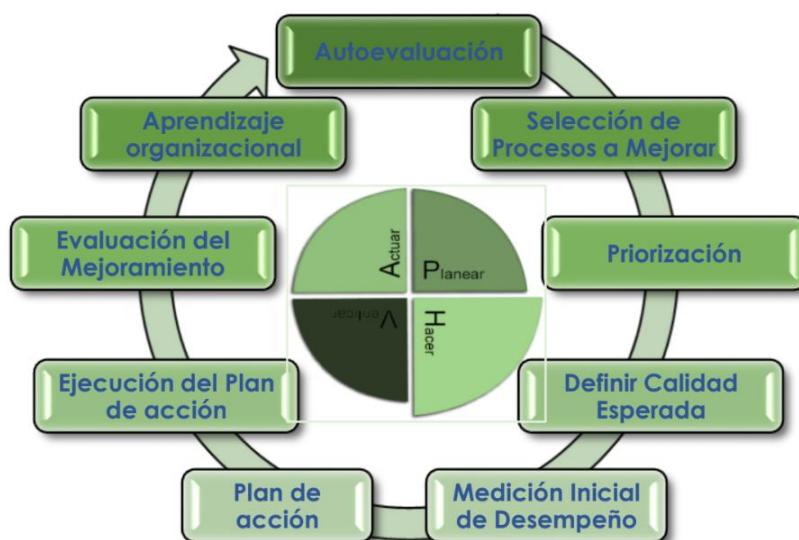 Autoevaluación
Selección de
Procesos a Mejorar
Priorización
Definir Calidad
Esperada
Medición Inicial
de Desempeño
Plan de
acción
Ejecución del Plan
de acción
Evaluación del
Mejoramiento
Aprendizaje
organizacional
Actuar
Planear
Hacer
Verificar